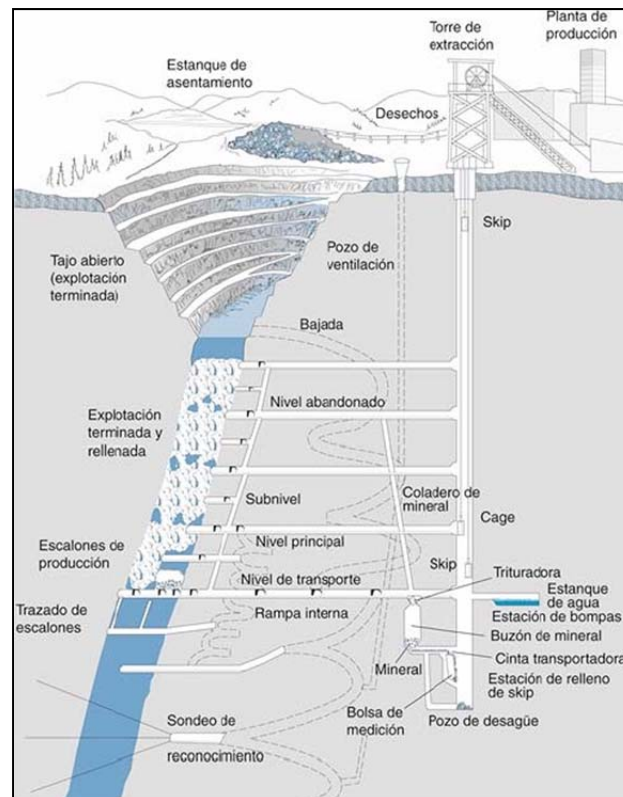 Torre de
extracción
Planta de
producción
Estanque de
asentamiento
Desechos
Skip
Tajo abierto
(explotación
terminada)
Pozo de
ventilación
Bajada
Nivel abandonado
Explotación
terminada y
rellenada
Subnivel
Coladero de
mineral
Cage
Nivel principal
Escalones de
producción
Skip
Nivel de transporte
Trituradora
Estanque
de agua
Trazado de
escalones
Rampa interna
Estación de bompas
Buzón de mineral
Mineral
Cinta transportadora
Estación de relleno
de skip
Bolsa de
medición
Pozo de desagüe
Sondeo de
reconocimiento